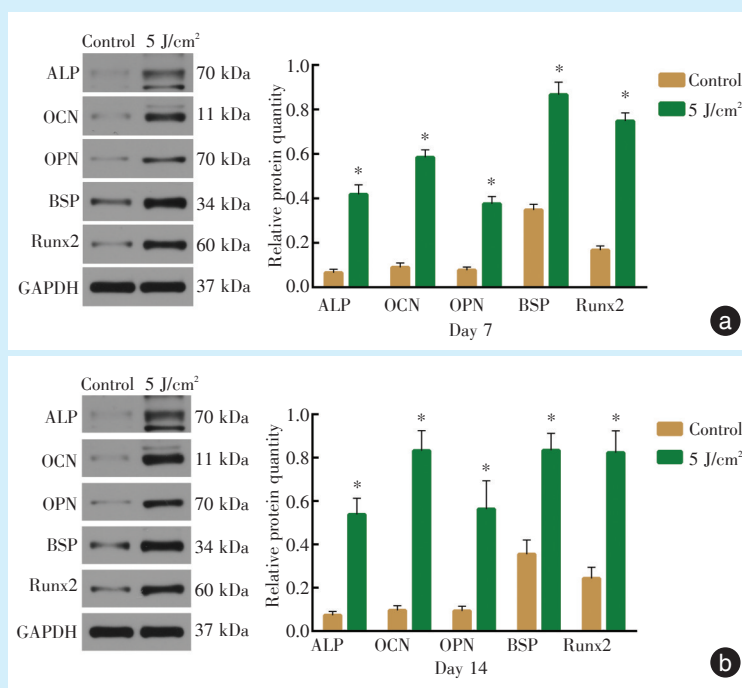 Control 5 J/cm²
ALP 70 kDa
OCN 11 kDa
OPN 70 kDa
BSP 34 kDa
Runx2 60 kDa
GAPDH 37 kDa
Relative protein quantity
1.0
0.8
0.6
0.4
0.2
0.0
* * * * *
ALP OCN OPN BSP Runx2
Day 7
Control
5 J/cm²
a
Control 5 J/cm²
ALP 70 kDa
OCN 11 kDa
OPN 70 kDa
BSP 34 kDa
Runx2 60 kDa
GAPDH 37 kDa
Relative protein quantity
1.0
0.8
0.6
0.4
0.2
0.0
* * * * *
ALP OCN OPN BSP Runx2
Day 14
Control
5 J/cm²
b